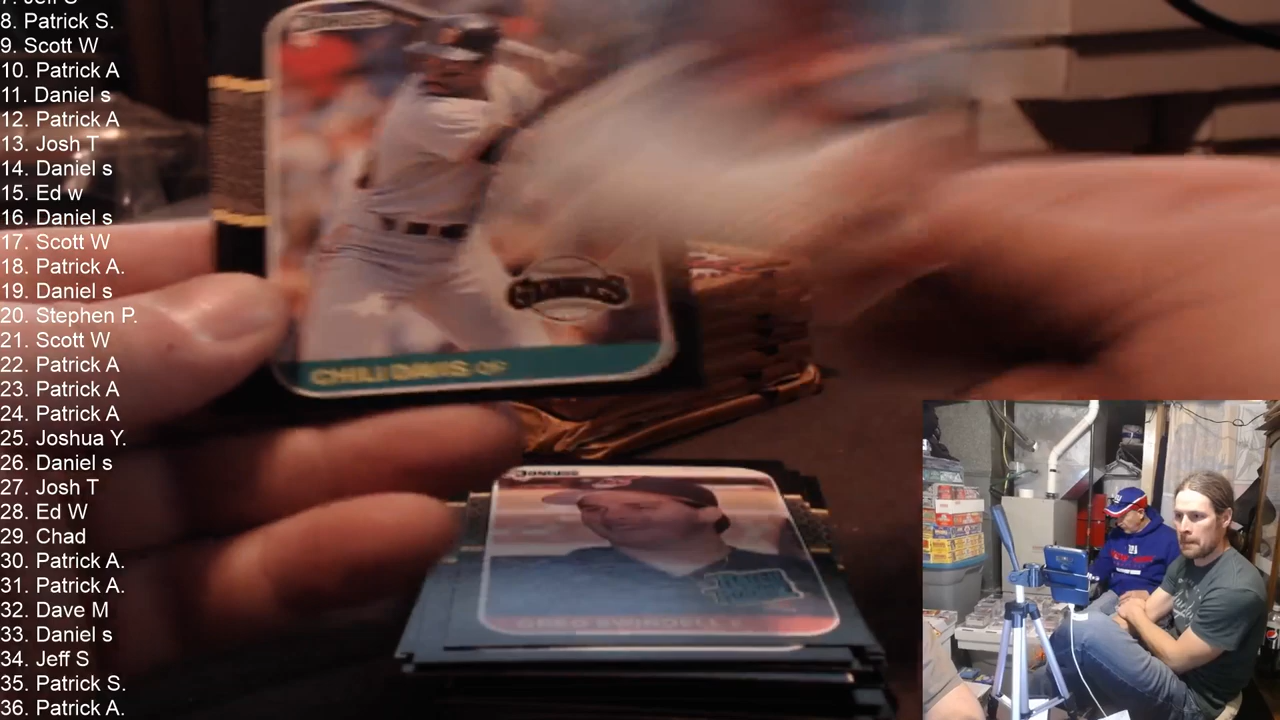 7. Jeff S
8. Patrick S.
9. Scott W
10. Patrick A
11. Daniel s
12. Patrick A
13. Josh T
14. Daniel s
15. Ed w
16. Daniel s
17. Scott W
18. Patrick A.
19. Daniel s
20. Stephen P.
21. Scott W
22. Patrick A
23. Patrick A
24. Patrick A
25. Joshua Y.
26. Daniel s
27. Josh T
28. Ed W
29. Chad
30. Patrick A.
31. Patrick A.
32. Dave M
33. Daniel s
34. Jeff S
35. Patrick S.
36. Patrick A.
GIANTS
CHILI DAVIS OF